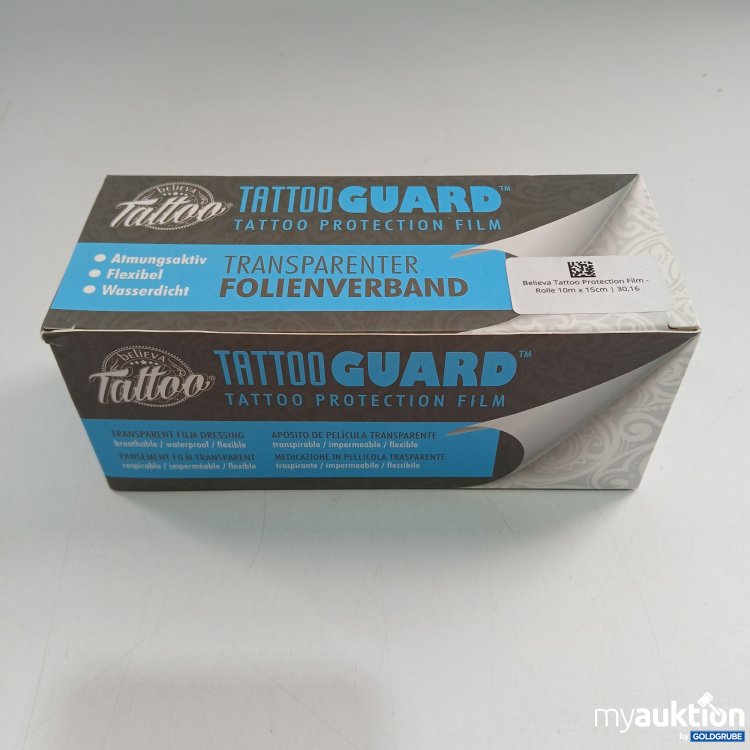 BELIEVA
Tattoo
TATTOO GUARD™
TATTOO PROTECTION FILM
• Atmungsaktiv
• Flexibel
• Wasserdicht
TRANSPARENTER
FOLIENVERBAND
Believa Tattoo Protection Film -
Rolle 10m x 15cm | 30,16
BELIEVA
Tattoo
TATTOO GUARD™
TATTOO PROTECTION FILM
TRANSPARENT FILM DRESSING
breathable / waterproof / flexible
PANSEMENT FILM TRANSPARENT
respirable / imperméable / flexible
APÓSITO DE PELÍCULA TRANSPARENTE
transpirable / impermeable / flexible
MEDICAZIONE IN PELLICOLA TRASPARENTE
traspirante / impermeabile / flessibile
myauktion
by GOLDGRUBE